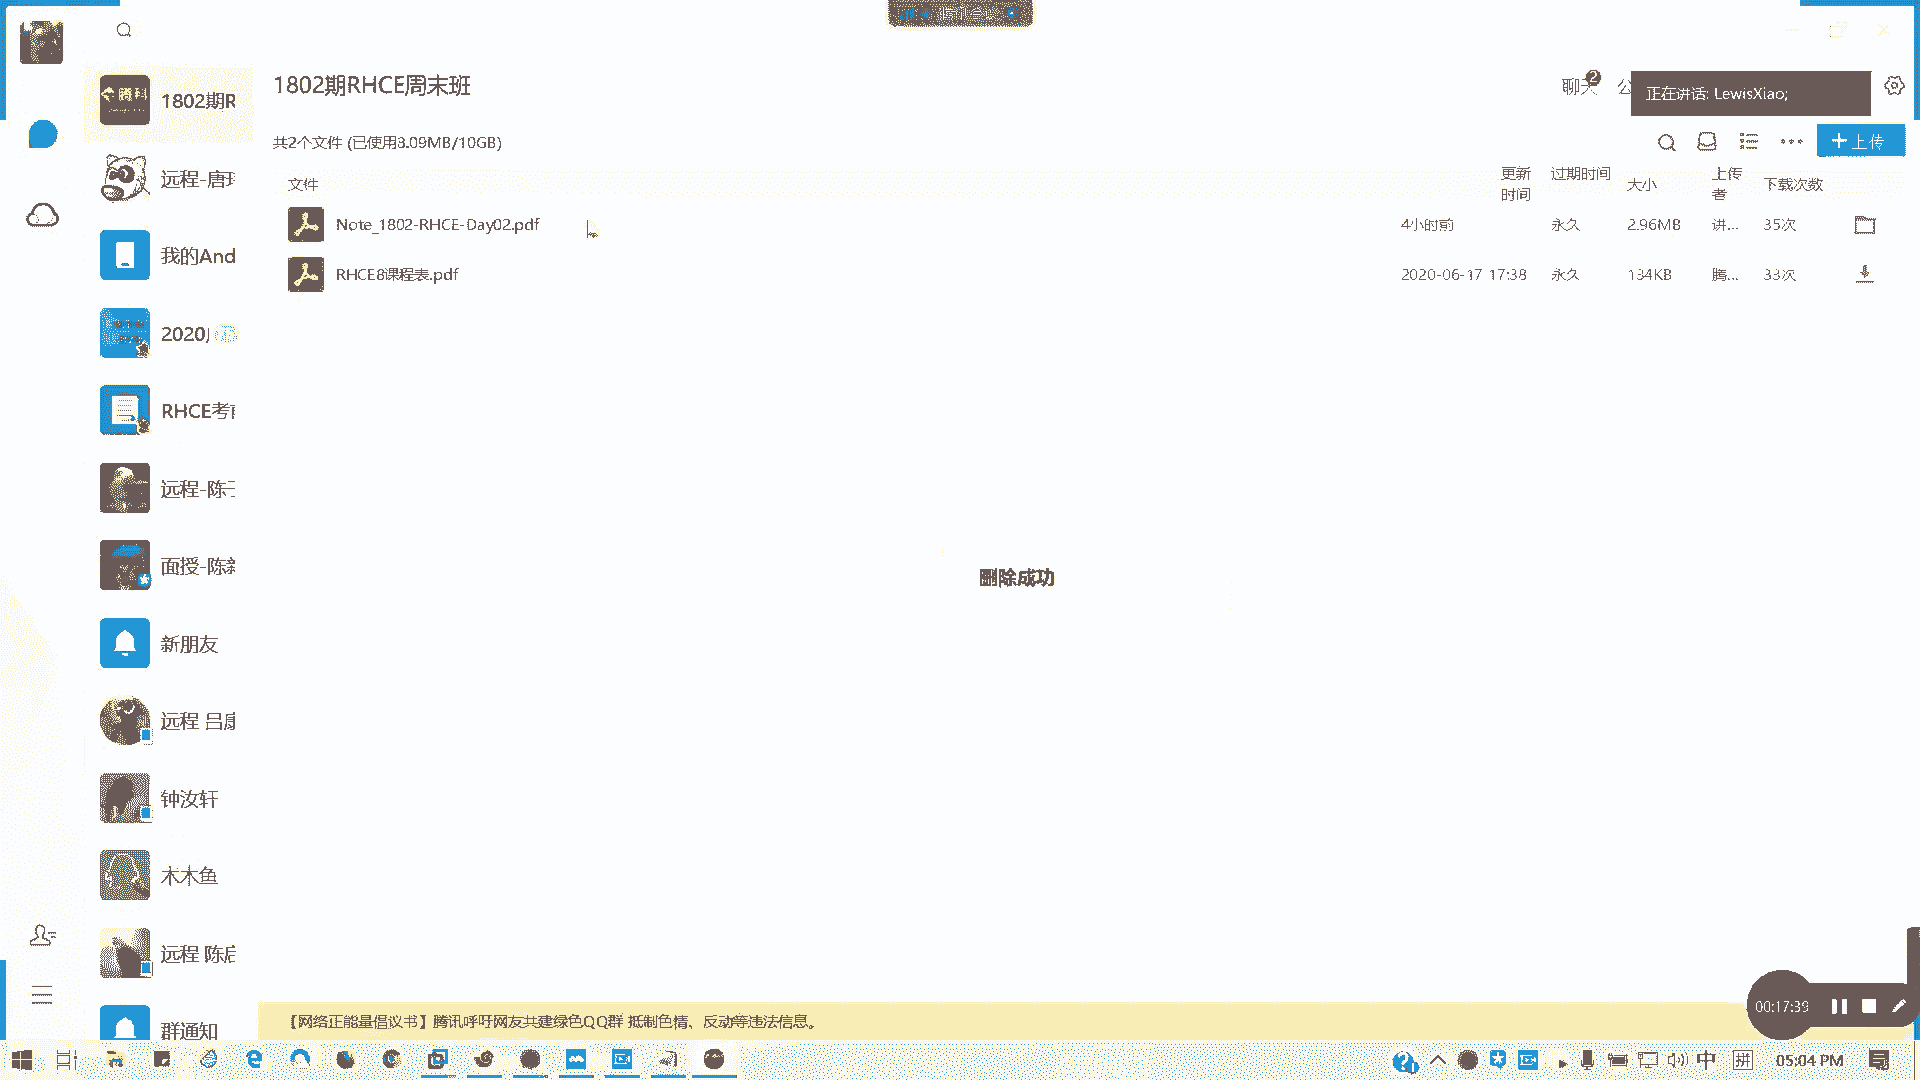 1802期RHCE周末班
聊天 2 公
正在讲话: LewisXiao;
共2个文件 (已使用3.09MB/10GB)
上传
文件 更新时间 过期时间 大小 上传者 下载次数
Note_1802-RHCE-Day02.pdf 4小时前 永久 2.96MB 讲... 35次
RHCE8课程表.pdf 2020-06-17 17:38 永久 134KB 腾... 33次
删除成功
腾科
1802期R
远程-唐
我的And
2020
RHCE考
远程-陈
面授-陈
新朋友
远程 吕
钟汝轩
木木鱼
远程 陈
群通知
【网络正能量倡议书】腾讯呼吁网友共建绿色QQ群 抵制色情、反动等违法信息。
00:17:39
中 拼 05:04 PM